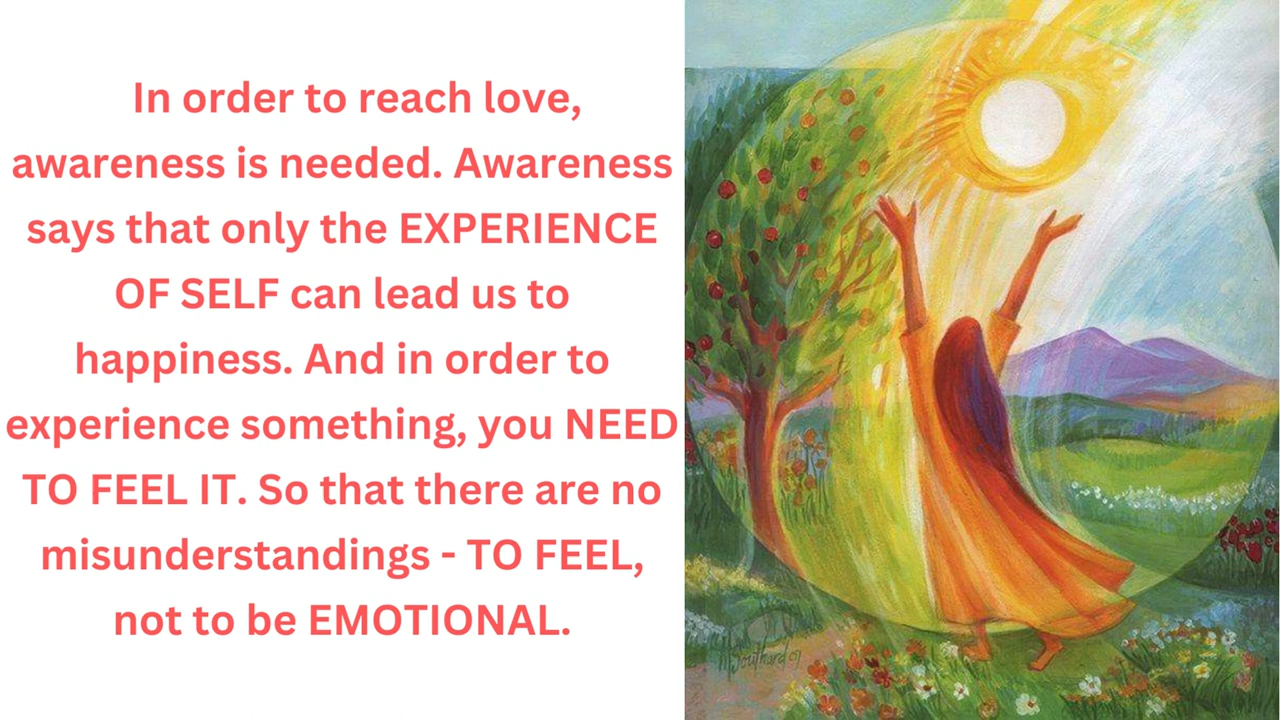 In order to reach love,
awareness is needed. Awareness
says that only the EXPERIENCE
OF SELF can lead us to
happiness. And in order to
experience something, you NEED
TO FEEL IT. So that there are no
misunderstandings - TO FEEL,
not to be EMOTIONAL.
MSouthard 07